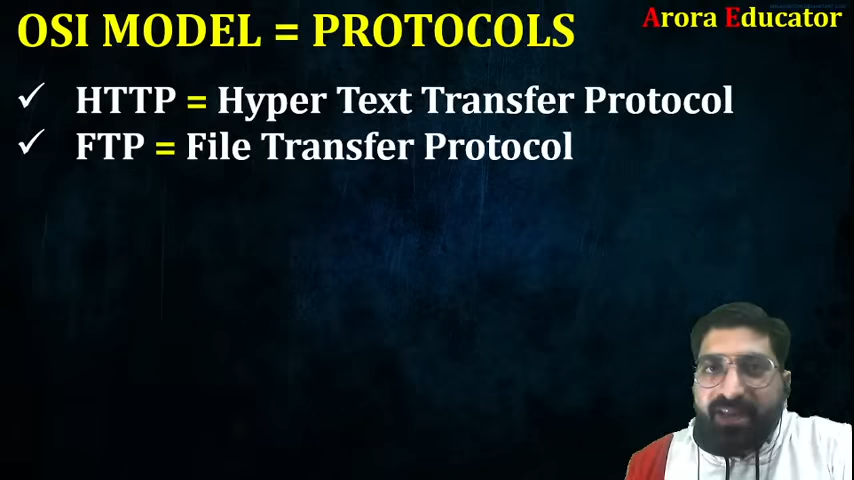 OSI MODEL = PROTOCOLS
Arora Educator
✓ HTTP = Hyper Text Transfer Protocol
✓ FTP = File Transfer Protocol